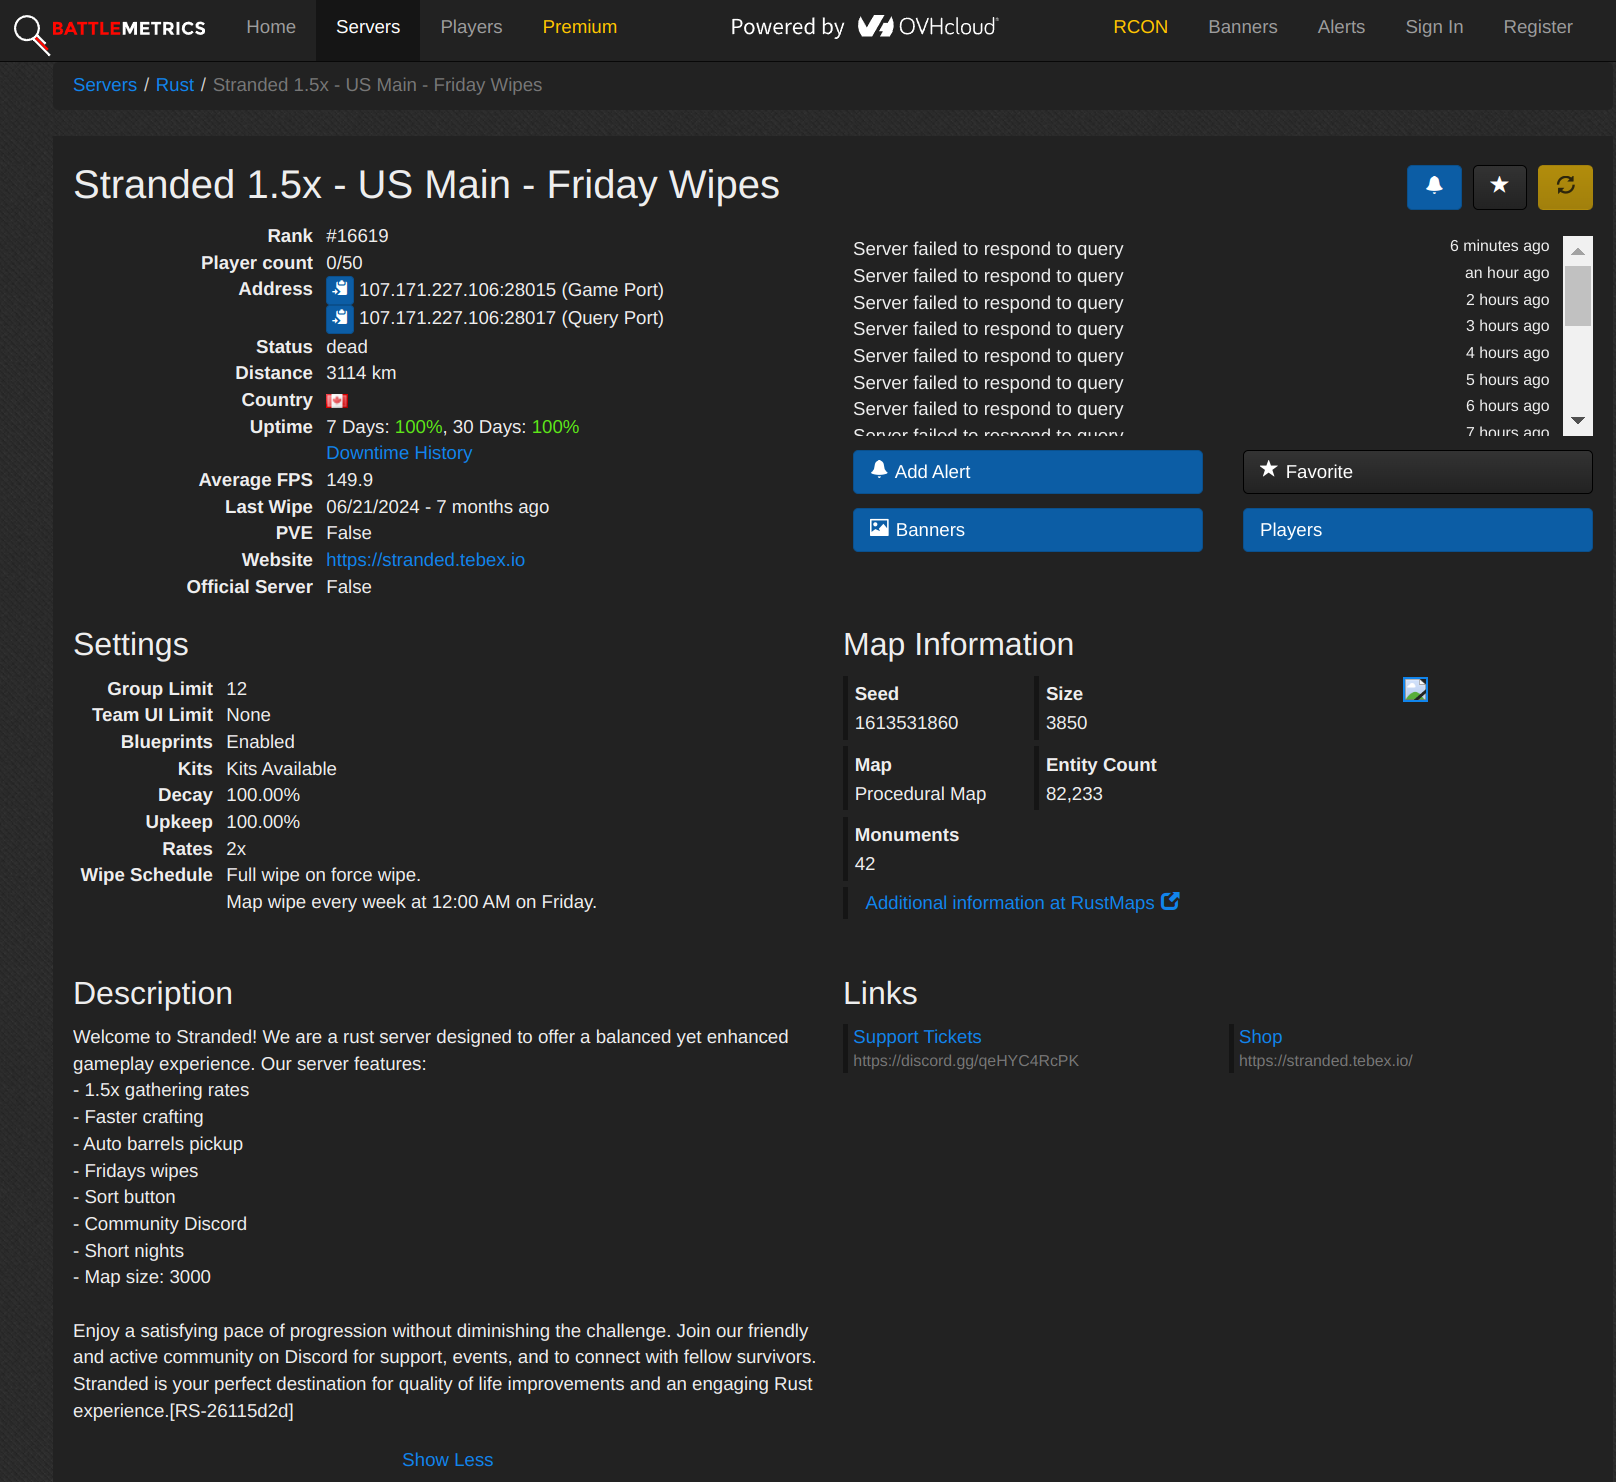 BATTLEMETRICS Home Servers Players Premium Powered by OVHcloud RCON Banners Alerts Sign In Register
Servers / Rust / Stranded 1.5x - US Main - Friday Wipes
Stranded 1.5x - US Main - Friday Wipes
Rank #16619
Player count 0/50
Address 107.171.227.106:28015 (Game Port)
107.171.227.106:28017 (Query Port)
Status dead
Distance 3114 km
Country
Uptime 7 Days: 100%, 30 Days: 100%
Downtime History
Average FPS 149.9
Last Wipe 06/21/2024 - 7 months ago
PVE False
Website https://stranded.tebex.io
Official Server False
Server failed to respond to query 6 minutes ago
Server failed to respond to query an hour ago
Server failed to respond to query 2 hours ago
Server failed to respond to query 3 hours ago
Server failed to respond to query 4 hours ago
Server failed to respond to query 5 hours ago
Server failed to respond to query 6 hours ago
Server failed to respond to query 7 hours ago
Add Alert Favorite
Banners Players
Settings
Group Limit 12
Team UI Limit None
Blueprints Enabled
Kits Kits Available
Decay 100.00%
Upkeep 100.00%
Rates 2x
Wipe Schedule Full wipe on force wipe.
Map wipe every week at 12:00 AM on Friday.
Map Information
Seed Size
1613531860 3850
Map Entity Count
Procedural Map 82,233
Monuments
42
Additional information at RustMaps
Description
Welcome to Stranded! We are a rust server designed to offer a balanced yet enhanced
gameplay experience. Our server features:
- 1.5x gathering rates
- Faster crafting
- Auto barrels pickup
- Fridays wipes
- Sort button
- Community Discord
- Short nights
- Map size: 3000
Enjoy a satisfying pace of progression without diminishing the challenge. Join our friendly
and active community on Discord for support, events, and to connect with fellow survivors.
Stranded is your perfect destination for quality of life improvements and an engaging Rust
experience.[RS-26115d2d]
Show Less
Links
Support Tickets Shop
https://discord.gg/qeHYC4RcPK https://stranded.tebex.io/